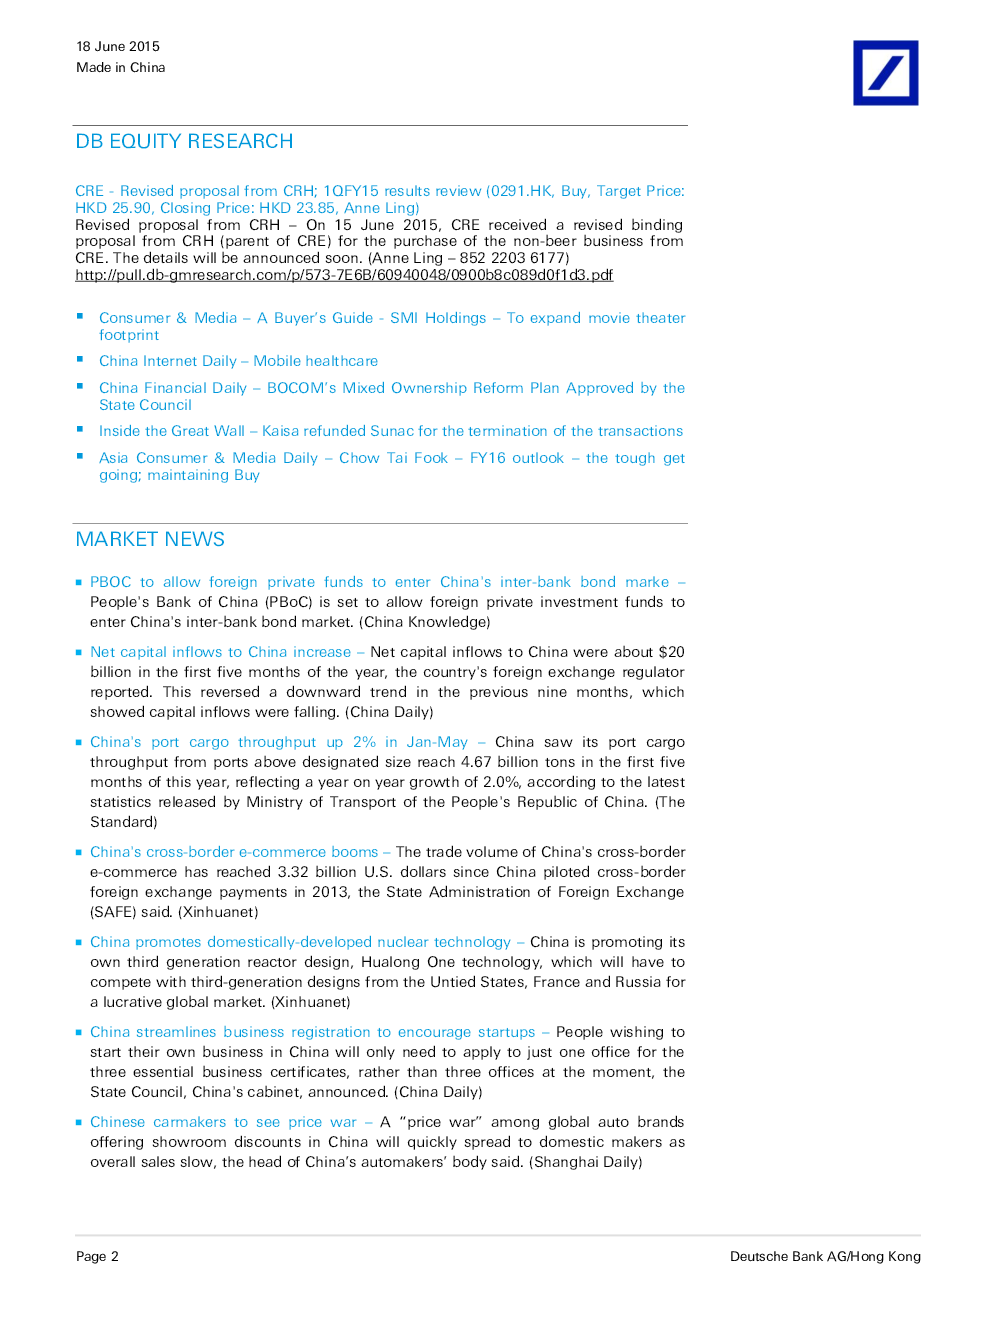 18 June 2015
Made in China
DB EQUITY RESEARCH
CRE - Revised proposal from CRH; 1QFY15 results review (0291.HK, Buy, Target Price:
HKD 25.90, Closing Price: HKD 23.85, Anne Ling)
Revised proposal from CRH – On 15 June 2015, CRE received a revised binding
proposal from CRH (parent of CRE) for the purchase of the non-beer business from
CRE. The details will be announced soon. (Anne Ling – 852 2203 6177)
http://pull.db-gmresearch.com/p/573-7E6B/60940048/0900b8c089d0f1d3.pdf
■ Consumer & Media – A Buyer's Guide - SMI Holdings – To expand movie theater
footprint
■ China Internet Daily – Mobile healthcare
■ China Financial Daily – BOCOM's Mixed Ownership Reform Plan Approved by the
State Council
■ Inside the Great Wall – Kaisa refunded Sunac for the termination of the transactions
■ Asia Consumer & Media Daily – Chow Tai Fook – FY16 outlook – the tough get
going; maintaining Buy
MARKET NEWS
■ PBOC to allow foreign private funds to enter China's inter-bank bond marke –
People's Bank of China (PBoC) is set to allow foreign private investment funds to
enter China's inter-bank bond market. (China Knowledge)
■ Net capital inflows to China increase – Net capital inflows to China were about $20
billion in the first five months of the year, the country's foreign exchange regulator
reported. This reversed a downward trend in the previous nine months, which
showed capital inflows were falling. (China Daily)
■ China's port cargo throughput up 2% in Jan-May – China saw its port cargo
throughput from ports above designated size reach 4.67 billion tons in the first five
months of this year, reflecting a year on year growth of 2.0%, according to the latest
statistics released by Ministry of Transport of the People's Republic of China. (The
Standard)
■ China's cross-border e-commerce booms – The trade volume of China's cross-border
e-commerce has reached 3.32 billion U.S. dollars since China piloted cross-border
foreign exchange payments in 2013, the State Administration of Foreign Exchange
(SAFE) said. (Xinhuanet)
■ China promotes domestically-developed nuclear technology – China is promoting its
own third generation reactor design, Hualong One technology, which will have to
compete with third-generation designs from the Untied States, France and Russia for
a lucrative global market. (Xinhuanet)
■ China streamlines business registration to encourage startups – People wishing to
start their own business in China will only need to apply to just one office for the
three essential business certificates, rather than three offices at the moment, the
State Council, China's cabinet, announced. (China Daily)
■ Chinese carmakers to see price war – A “price war” among global auto brands
offering showroom discounts in China will quickly spread to domestic makers as
overall sales slow, the head of China’s automakers’ body said. (Shanghai Daily)
Page 2
Deutsche Bank AG/Hong Kong